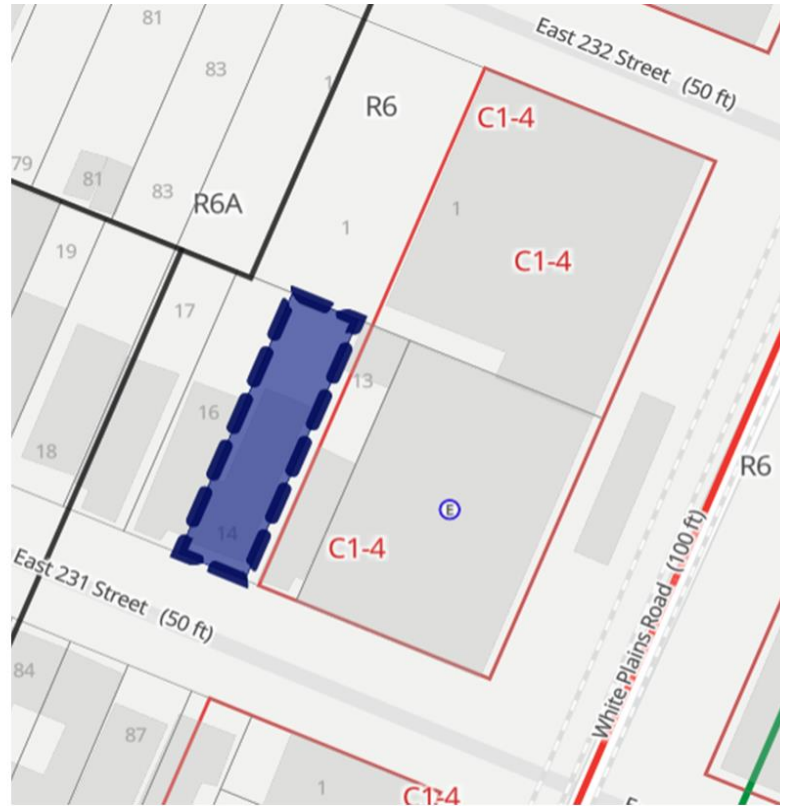 81
East 232 Street (50 ft)
83
1
R6
C1-4
79
81
83
R6A
1
1
19
C1-4
17
13
16
18
R6
E
14
C1-4
East 231 Street (50 ft)
White Plains Road (100 ft)
84
87
1
C1-4
E